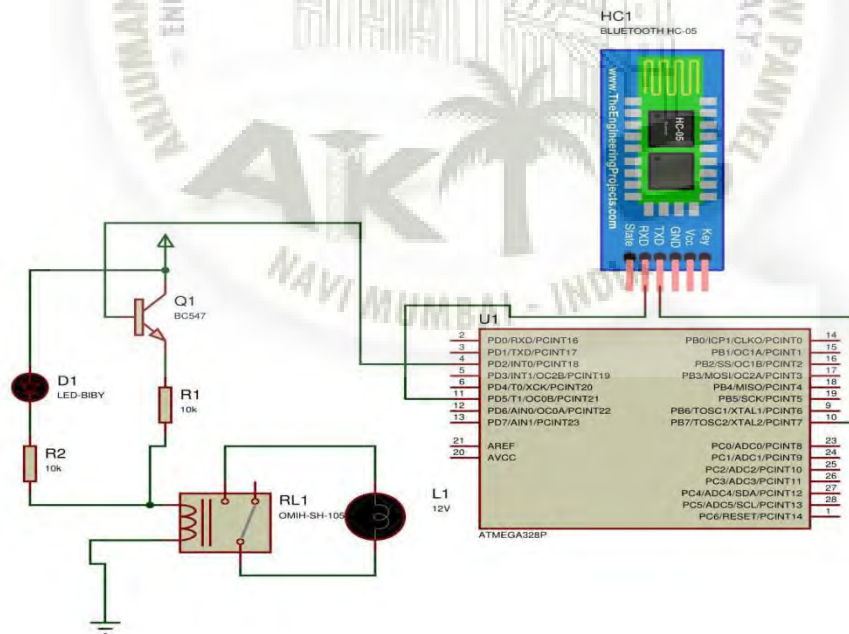 HC1
BLUETOOTH HC-05
www.TheEngineeringProjects.com
HC-05
State
RXD
TXD
GND
Vcc
Key
AKI
NAVI MUMBAI - IND
ANJUMAN
PANVEL
Q1
BC547
D1
LED-BIBY
R1
10k
R2
10k
RL1
OMIH-SH-105
L1
12V
U1
2 PD0/RXD/PCINT16
3 PD1/TXD/PCINT17
4 PD2/INT0/PCINT18
5 PD3/INT1/OC2B/PCINT19
6 PD4/T0/XCK/PCINT20
11 PD5/T1/OC0B/PCINT21
12 PD6/AIN0/OC0A/PCINT22
13 PD7/AIN1/PCINT23
21 AREF
20 AVCC
PB0/ICP1/CLKO/PCINT0 14
PB1/OC1A/PCINT1 15
PB2/SS/OC1B/PCINT2 16
PB3/MOSI/OC2A/PCINT3 17
PB4/MISO/PCINT4 18
PB5/SCK/PCINT5 19
PB6/TOSC1/XTAL1/PCINT6 9
PB7/TOSC2/XTAL2/PCINT7 10
PC0/ADC0/PCINT8 23
PC1/ADC1/PCINT9 24
PC2/ADC2/PCINT10 25
PC3/ADC3/PCINT11 26
PC4/ADC4/SDA/PCINT12 27
PC5/ADC5/SCL/PCINT13 28
PC6/RESET/PCINT14 1
ATMEGA328P